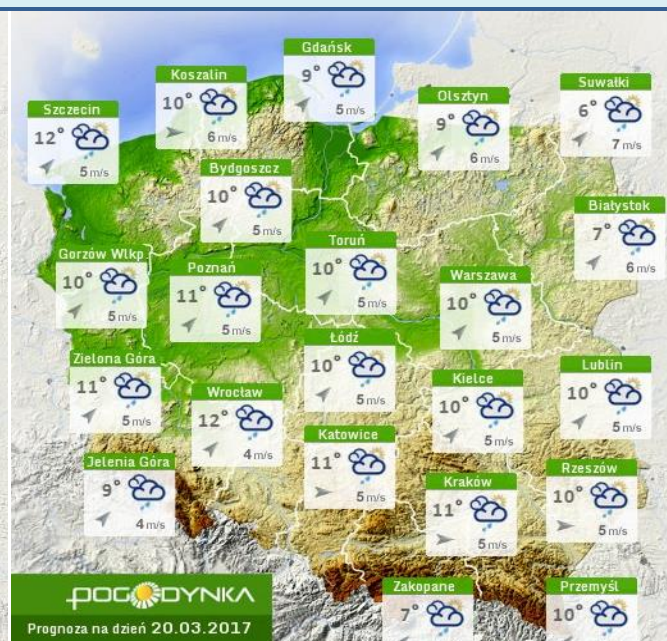 Gdańsk
9°
5 m/s
Koszalin
10°
6 m/s
Suwałki
6°
7 m/s
Olsztyn
9°
6 m/s
Szczecin
12°
5 m/s
Bydgoszcz
10°
5 m/s
Białystok
7°
6 m/s
Toruń
10°
5 m/s
Gorzów Wlkp
10°
5 m/s
Poznań
11°
5 m/s
Warszawa
10°
5 m/s
Łódź
10°
5 m/s
Zielona Góra
11°
5 m/s
Lublin
10°
5 m/s
Kielce
10°
5 m/s
Wrocław
12°
4 m/s
Katowice
11°
5 m/s
Jelenia Góra
9°
4 m/s
Rzeszów
10°
5 m/s
Kraków
11°
5 m/s
Zakopane
7°
Przemyśl
10°
POGODYNKA
Prognoza na dzień 20.03.2017